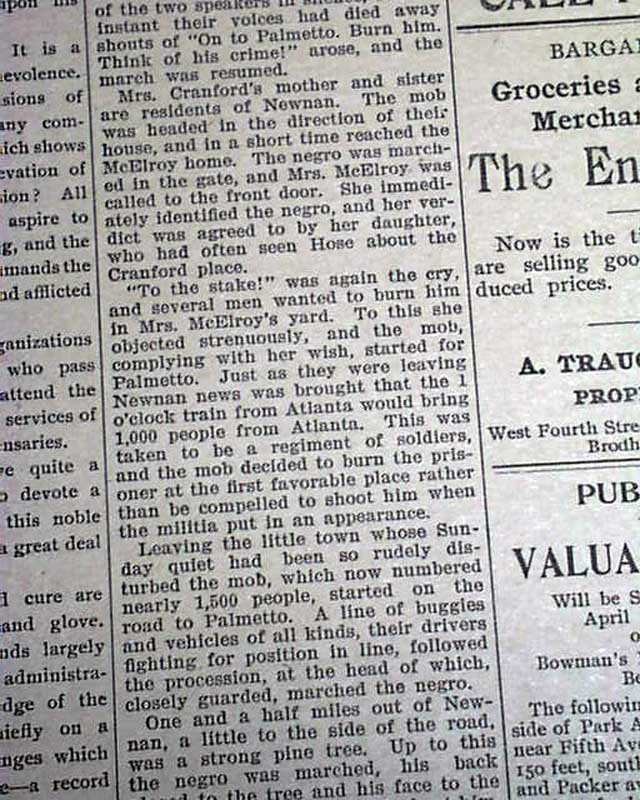 upon his
It is a
evolence.
sions of
any com-
ich shows
evation of
sion? All
aspire to
g, and the
mands the
nd afflicted
ganizations
who pass
attend the
services of
ensaries.
ve quite a
o devote a
this noble
a great deal
d cure are
and glove.
nds largely
administra-
dge of the
iefly on a
nges which
e—a record
of the two speakers in silence,
instant their voices had died away
shouts of "On to Palmetto. Burn him.
Think of his crime!" arose, and the
march was resumed.
Mrs. Cranford's mother and sister
are residents of Newnan. The mob
was headed in the direction of their
house, and in a short time reached the
McElroy home. The negro was march-
ed in the gate, and Mrs. McElroy was
called to the front door. She immedi-
ately identified the negro, and her ver-
dict was agreed to by her daughter,
who had often seen Hose about the
Cranford place.
"To the stake!" was again the cry,
and several men wanted to burn him
in Mrs. McElroy's yard. To this she
objected strenuously, and the mob,
complying with her wish, started for
Palmetto. Just as they were leaving
Newnan news was brought that the 1
o'clock train from Atlanta would bring
1,000 people from Atlanta. This was
taken to be a regiment of soldiers,
and the mob decided to burn the pris-
oner at the first favorable place rather
than be compelled to shoot him when
the militia put in an appearance.
Leaving the little town whose Sun-
day quiet had been so rudely dis-
turbed the mob, which now numbered
nearly 1,500 people, started on the
road to Palmetto. A line of buggies
and vehicles of all kinds, their drivers
fighting for position in line, followed
the procession, at the head of which,
closely guarded, marched the negro.
One and a half miles out of New-
nan, a little to the side of the road,
was a strong pine tree. Up to this
the negro was marched, his back
to the tree and his face to the
BARGA
Groceries a
Merchan
The En
Now is the ti
are selling goo
duced prices.
A. TRAUG
PROP
West Fourth Stre
Brodh
PUB
VALUA
Will be S
April
o
Bowman's
Be
The followin
side of Park A
near Fifth Av
150 feet, south
and Packer a